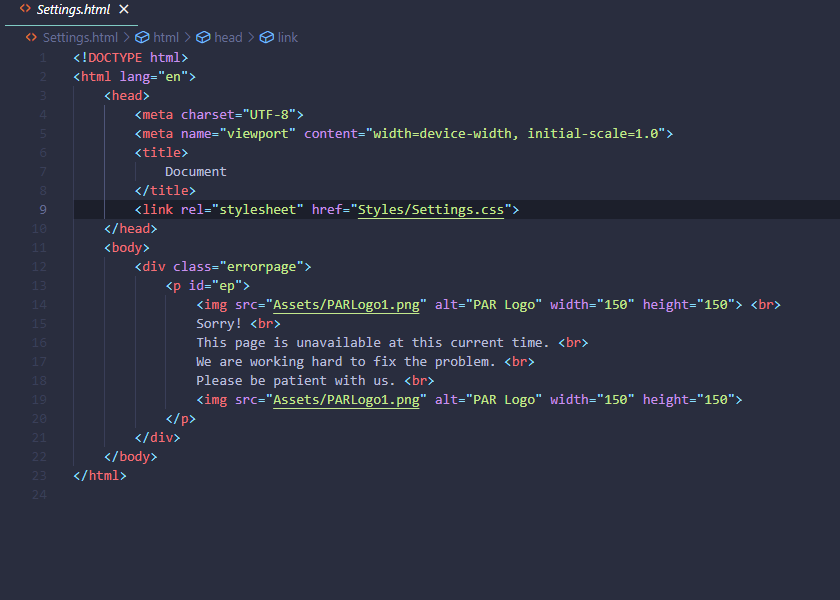 <> Settings.html ✕
<> Settings.html > html > head > link
1 <!DOCTYPE html>
2 <html lang="en">
3 <head>
4 <meta charset="UTF-8">
5 <meta name="viewport" content="width=device-width, initial-scale=1.0">
6 <title>
7 Document
8 </title>
9 <link rel="stylesheet" href="Styles/Settings.css">
10 </head>
11 <body>
12 <div class="errorpage">
13 <p id="ep">
14 <img src="Assets/PARLogo1.png" alt="PAR Logo" width="150" height="150"> <br>
15 Sorry! <br>
16 This page is unavailable at this current time. <br>
17 We are working hard to fix the problem. <br>
18 Please be patient with us. <br>
19 <img src="Assets/PARLogo1.png" alt="PAR Logo" width="150" height="150">
20 </p>
21 </div>
22 </body>
23 </html>
24